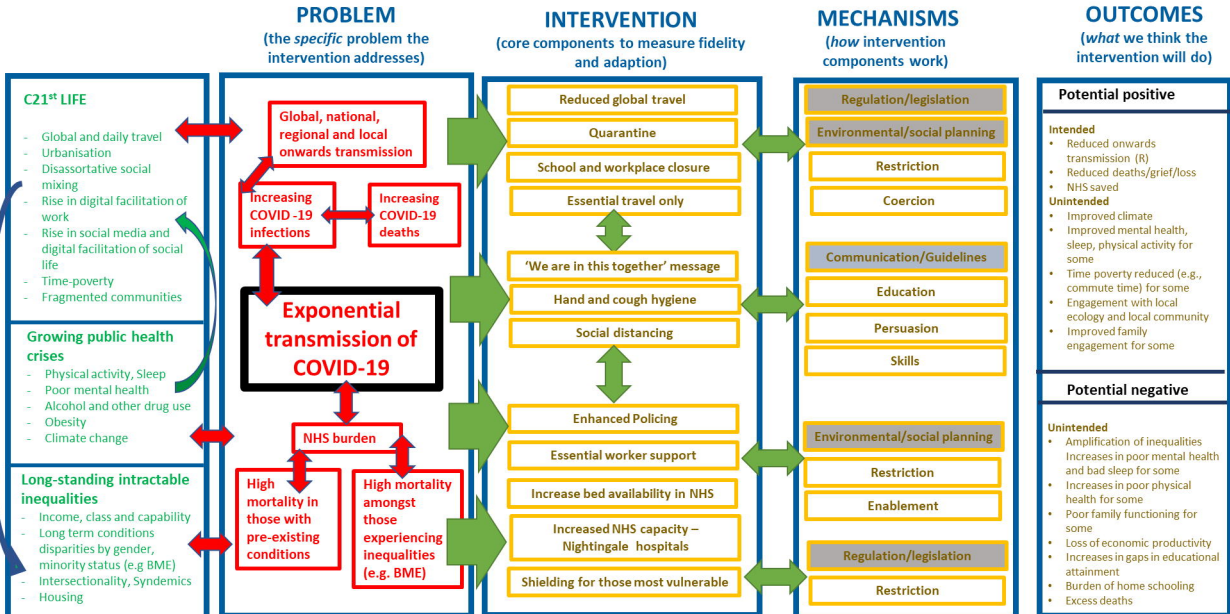 PROBLEM
(the specific problem the
intervention addresses)
INTERVENTION
(core components to measure fidelity
and adaption)
MECHANISMS
(how intervention
components work)
OUTCOMES
(what we think the
intervention will do)
C21st LIFE
- Global and daily travel
- Urbanisation
- Disassortative social
mixing
- Rise in digital facilitation of
work
- Rise in social media and
digital facilitation of social
life
- Time-poverty
- Fragmented communities
Growing public health
crises
- Physical activity, Sleep
- Poor mental health
- Alcohol and other drug use
- Obesity
- Climate change
Long-standing intractable
inequalities
- Income, class and capability
- Long term conditions
disparities by gender,
minority status (e.g BME)
- Intersectionality, Syndemics
- Housing
Global, national,
regional and local
onwards transmission
Increasing
COVID -19
infections
Increasing
COVID-19
deaths
Exponential
transmission of
COVID-19
NHS burden
High
mortality in
those with
pre-existing
conditions
High mortality
amongst
those
experiencing
inequalities
(e.g. BME)
Reduced global travel
Quarantine
School and workplace closure
Essential travel only
‘We are in this together’ message
Hand and cough hygiene
Social distancing
Enhanced Policing
Essential worker support
Increase bed availability in NHS
Increased NHS capacity –
Nightingale hospitals
Shielding for those most vulnerable
Regulation/legislation
Environmental/social planning
Restriction
Coercion
Communication/Guidelines
Education
Persuasion
Skills
Environmental/social planning
Restriction
Enablement
Regulation/legislation
Restriction
Potential positive
Intended
• Reduced onwards
transmission (R)
• Reduced deaths/grief/loss
• NHS saved
Unintended
• Improved climate
• Improved mental health,
sleep, physical activity for
some
• Time poverty reduced (e.g.,
commute time) for some
• Engagement with local
ecology and local community
• Improved family
engagement for some
Potential negative
Unintended
• Amplification of inequalities
Increases in poor mental health
and bad sleep for some
• Increases in poor physical
health for some
• Poor family functioning for
some
• Loss of economic productivity
• Increases in gaps in educational
attainment
• Burden of home schooling
• Excess deaths